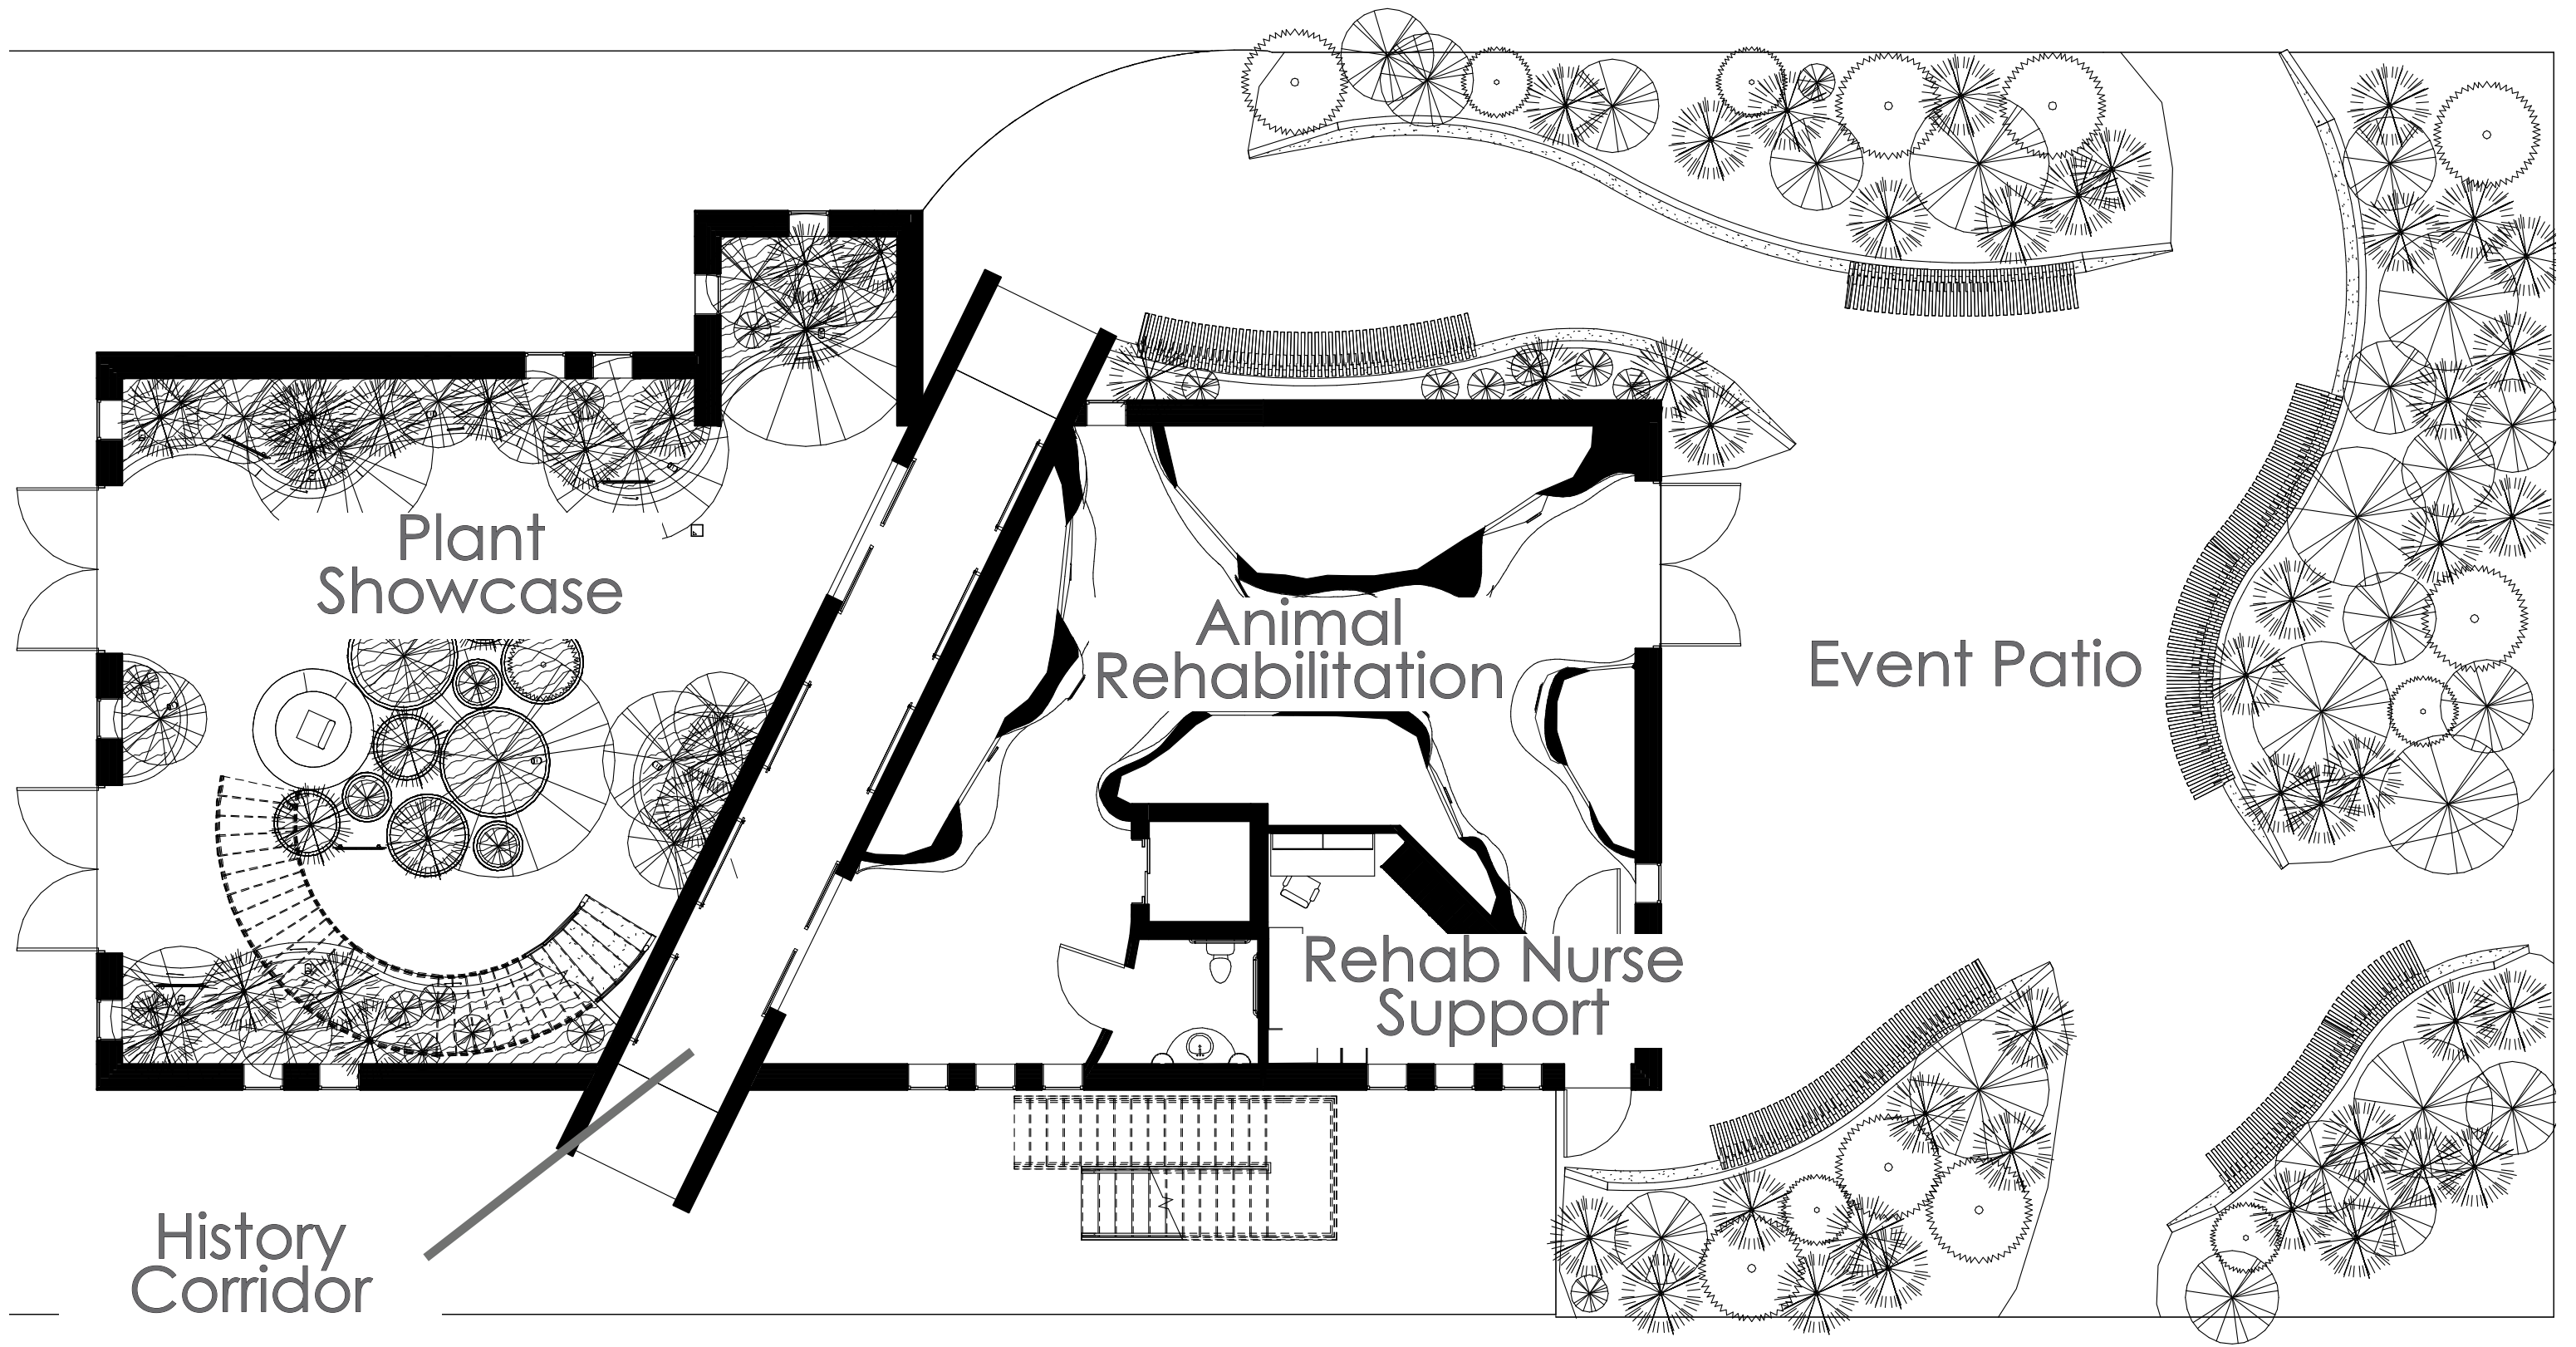 Plant
Showcase
Animal
Rehabilitation
Event Patio
Rehab Nurse
Support
History
Corridor